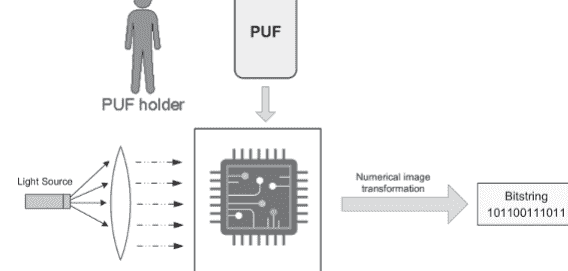 PUF
PUF holder
Light Source
Numerical image
transformation
Bitstring
101100111011